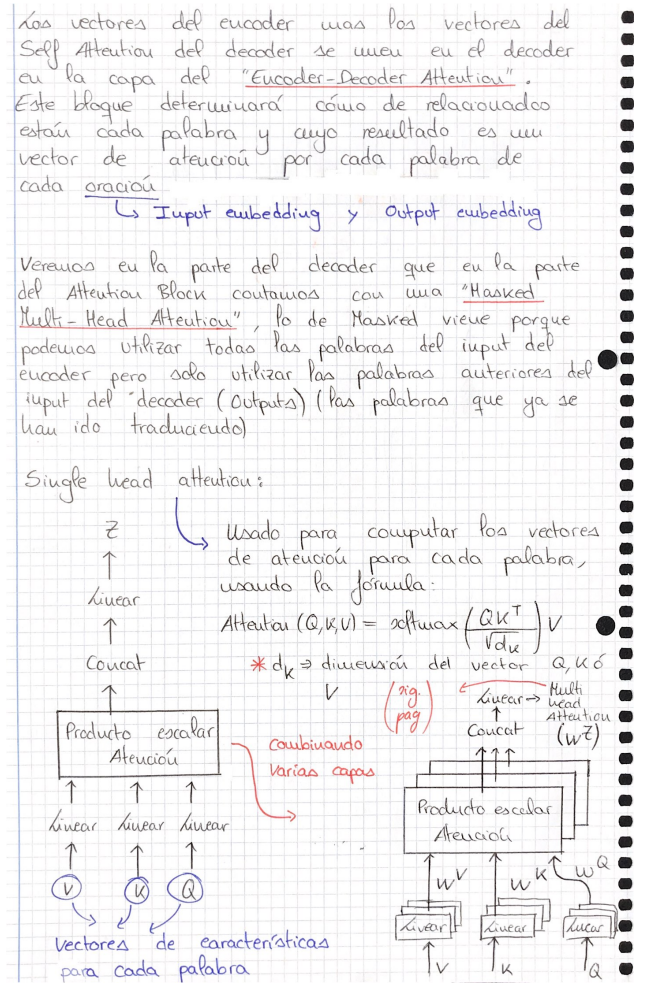 Los vectores del encoder mas los vectores del
Self Attention del decoder se unen en el decoder
en la capa del "Encoder-Decoder Attention".
Este bloque determinará cómo de relacionados
están cada palabra y cuyo resultado es un
vector de atención por cada palabra de
cada oración
Input embedding y Output embedding
Veremos en la parte del decoder que en la parte
del Attention Block contamos con una "Masked
Multi-Head Attention", lo de Masked viene porque
podemos utilizar todas las palabras del input del
encoder pero solo utilizar las palabras anteriores del
input del decoder (Outputs) (las palabras que ya se
han ido traduciendo)
Single head attention:
Usado para computar los vectores
de atención para cada palabra,
usando la fórmula:
Attention (Q,K,V) = softmax (QK^T / √d_k) V
* d_K ⇒ dimensión del vector Q, K ó
V
Z
Linear
Concat
Producto escalar
Atención
Linear Linear Linear
V K Q
vectores de características
para cada palabra
combinando
varias capas
(sig.
pag)
Linear → Multi
head
Attention
(W^Z)
Concat
Producto escalar
Atención
W^V W^K W^Q
Linear Linear Linear
V K Q